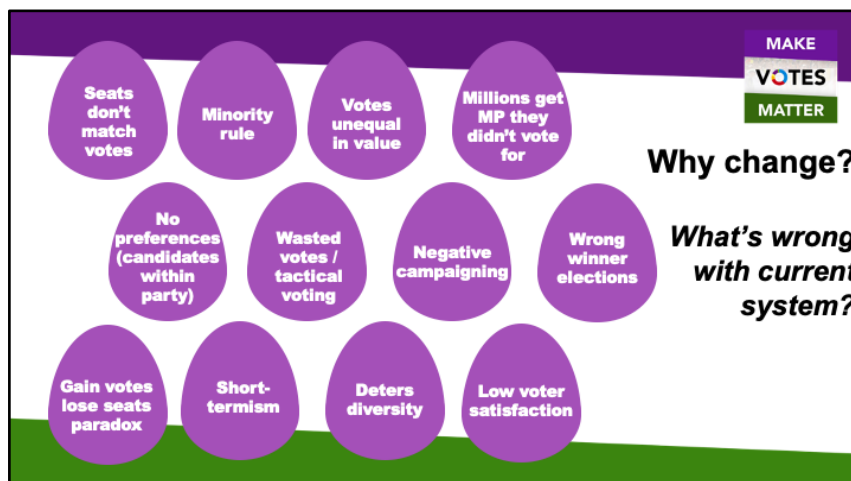 MAKE
VOTES
MATTER
Seats
don't
match
votes
Minority
rule
Votes
unequal
in value
Millions get
MP they
didn't vote
for
Why change?
No
preferences
(candidates
within
party)
Wasted
votes /
tactical
voting
Negative
campaigning
Wrong
winner
elections
What's wrong
with current
system?
Gain votes
lose seats
paradox
Short-
termism
Deters
diversity
Low voter
satisfaction